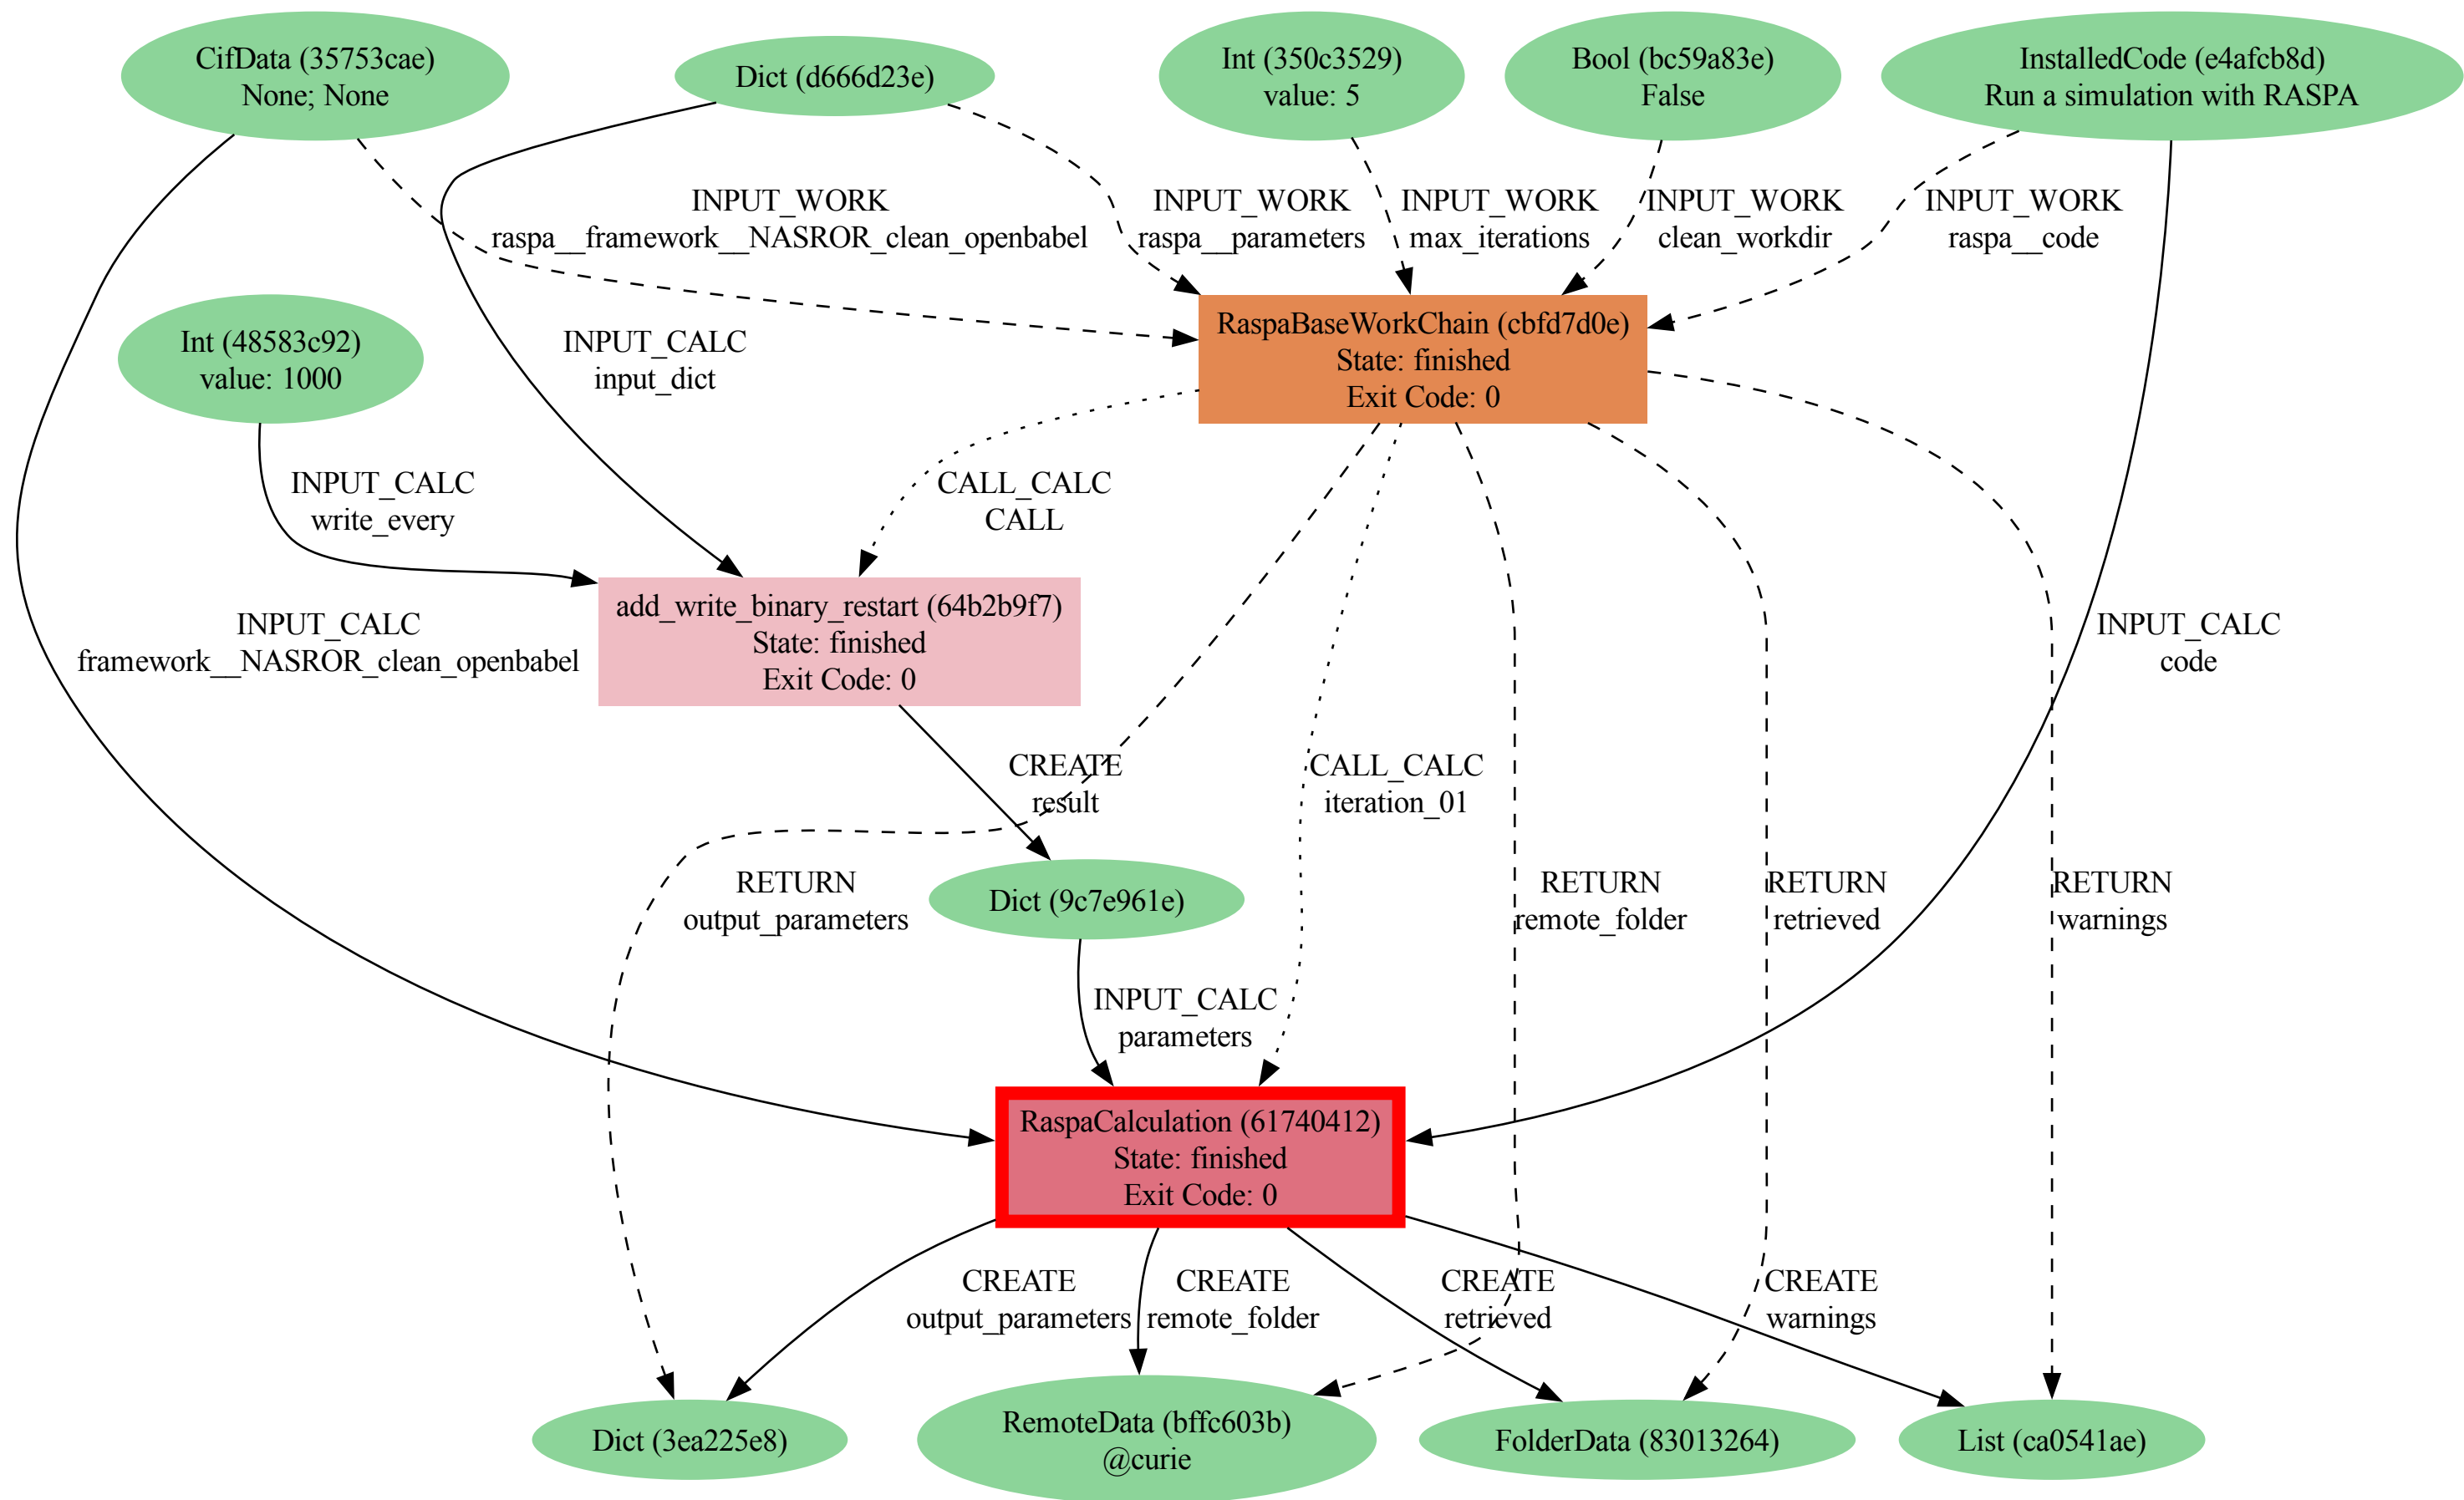 CifData (35753cae)
None; None
Dict (d666d23e)
Int (350c3529)
value: 5
Bool (bc59a83e)
False
InstalledCode (e4afcb8d)
Run a simulation with RASPA
INPUT_WORK
raspa__framework__NASROR_clean_openbabel
INPUT_WORK
raspa__parameters
INPUT_WORK
max_iterations
INPUT_WORK
clean_workdir
INPUT_WORK
raspa__code
Int (48583c92)
value: 1000
INPUT_CALC
input_dict
RaspaBaseWorkChain (cbfd7d0e)
State: finished
Exit Code: 0
INPUT_CALC
write_every
CALL_CALC
CALL
INPUT_CALC
framework__NASROR_clean_openbabel
add_write_binary_restart (64b2b9f7)
State: finished
Exit Code: 0
INPUT_CALC
code
CREATE
result
CALL_CALC
iteration_01
RETURN
output_parameters
Dict (9c7e961e)
RETURN
remote_folder
RETURN
retrieved
RETURN
warnings
INPUT_CALC
parameters
RaspaCalculation (61740412)
State: finished
Exit Code: 0
CREATE
output_parameters
CREATE
remote_folder
CREATE
retrieved
CREATE
warnings
Dict (3ea225e8)
RemoteData (bffc603b)
@curie
FolderData (83013264)
List (ca0541ae)